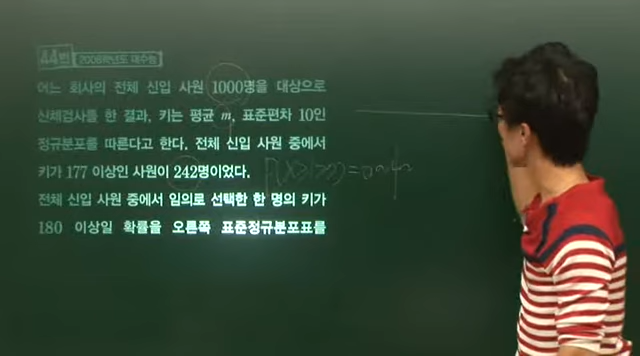 44번 2006학년도 대수능
어느 회사의 전체 신입 사원 1000명을 대상으로
신체검사를 한 결과, 키는 평균 m, 표준편차 10인
정규분포를 따른다고 한다. 전체 신입 사원 중에서
키가 177 이상인 사원이 242명이었다.
전체 신입 사원 중에서 임의로 선택한 한 명의 키가
180 이상일 확률을 오른쪽 표준정규분포표를